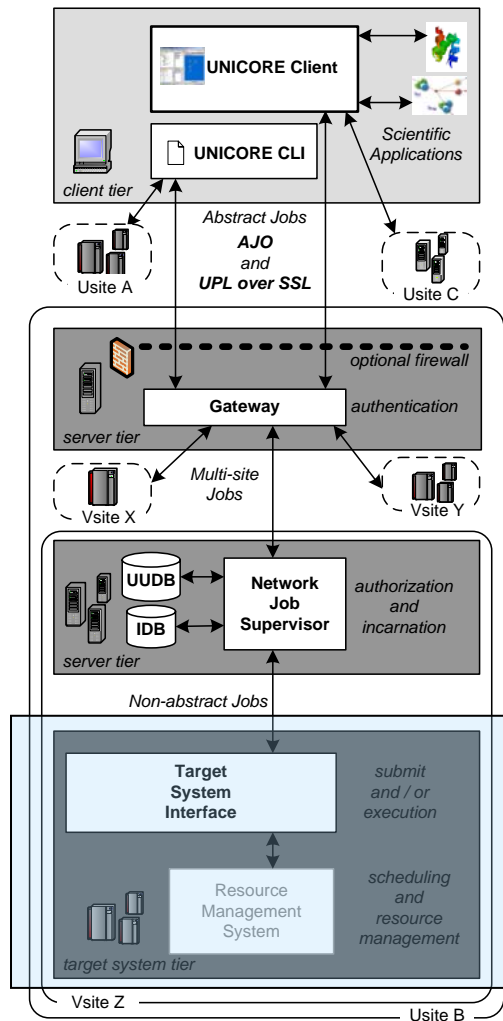 UNICORE Client
UNICORE CLI
Scientific
Applications
client tier
Abstract Jobs
AJO
and
UPL over SSL
Usite A
Usite C
optional firewall
Gateway
authentication
server tier
Vsite X
Multi-site
Jobs
Vsite Y
UUDB
IDB
Network
Job
Supervisor
authorization
and
incarnation
server tier
Non-abstract Jobs
Target
System
Interface
submit
and / or
execution
Resource
Management
System
scheduling
and
resource
management
target system tier
Vsite Z
Usite B